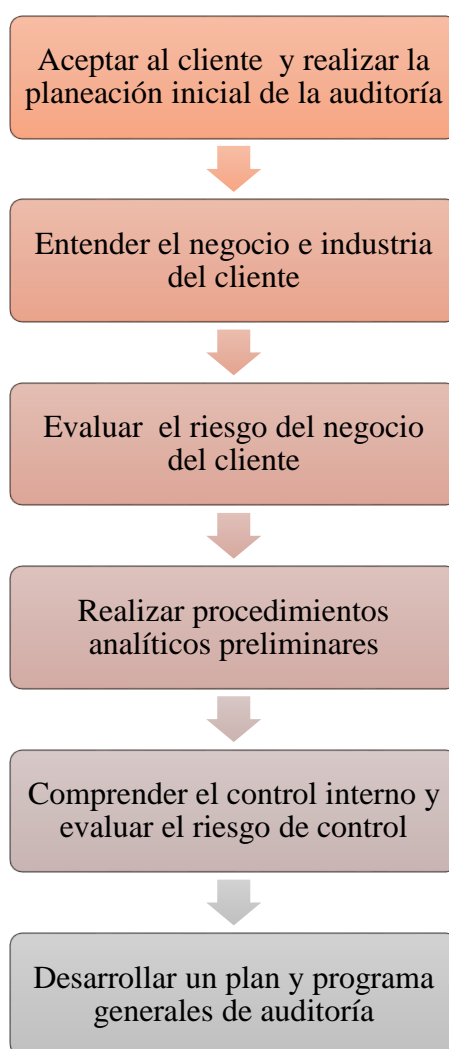 Aceptar al cliente y realizar la
planeación inicial de la auditoría
Entender el negocio e industria
del cliente
Evaluar el riesgo del negocio
del cliente
Realizar procedimientos
analíticos preliminares
Comprender el control interno y
evaluar el riesgo de control
Desarrollar un plan y programa
generales de auditoría